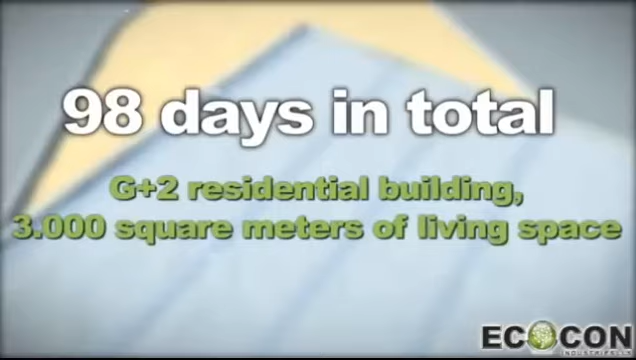 98 days in total
G+2 residential building,
3.000 square meters of living space
ECOCON